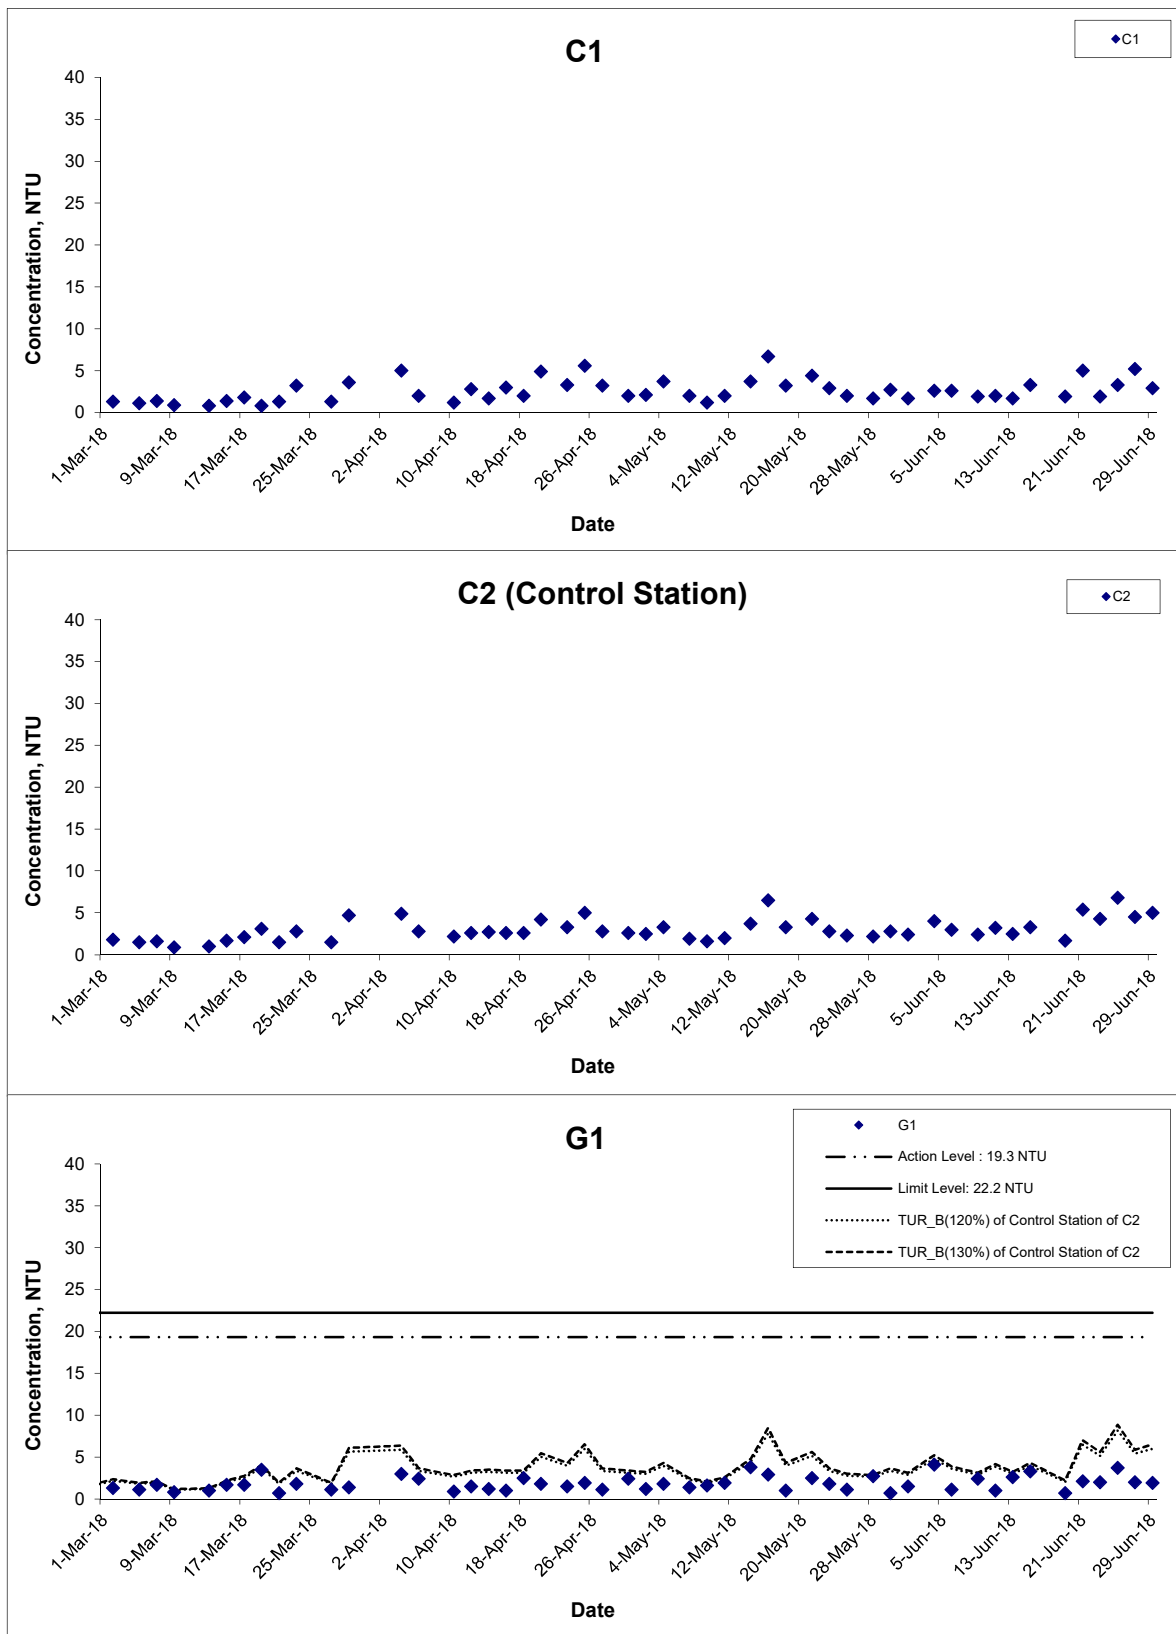 C1
C1
40
35
30
25
20
15
10
5
0
Concentration, NTU
1-Mar-18
9-Mar-18
17-Mar-18
25-Mar-18
2-Apr-18
10-Apr-18
18-Apr-18
26-Apr-18
4-May-18
12-May-18
20-May-18
28-May-18
5-Jun-18
13-Jun-18
21-Jun-18
29-Jun-18
Date
C2 (Control Station)
C2
40
35
30
25
20
15
10
5
0
Concentration, NTU
1-Mar-18
9-Mar-18
17-Mar-18
25-Mar-18
2-Apr-18
10-Apr-18
18-Apr-18
26-Apr-18
4-May-18
12-May-18
20-May-18
28-May-18
5-Jun-18
13-Jun-18
21-Jun-18
29-Jun-18
Date
G1
G1
Action Level : 19.3 NTU
Limit Level: 22.2 NTU
TUR_B(120%) of Control Station of C2
TUR_B(130%) of Control Station of C2
40
35
30
25
20
15
10
5
0
Concentration, NTU
1-Mar-18
9-Mar-18
17-Mar-18
25-Mar-18
2-Apr-18
10-Apr-18
18-Apr-18
26-Apr-18
4-May-18
12-May-18
20-May-18
28-May-18
5-Jun-18
13-Jun-18
21-Jun-18
29-Jun-18
Date